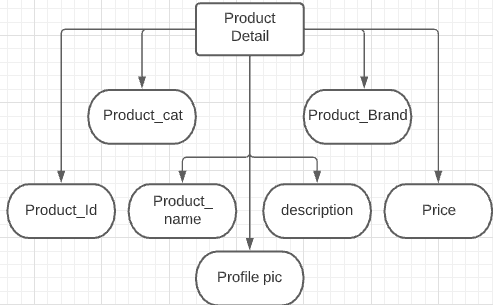 Product
Detail
Product_cat
Product_Brand
Product_Id
Product_
name
description
Price
Profile pic